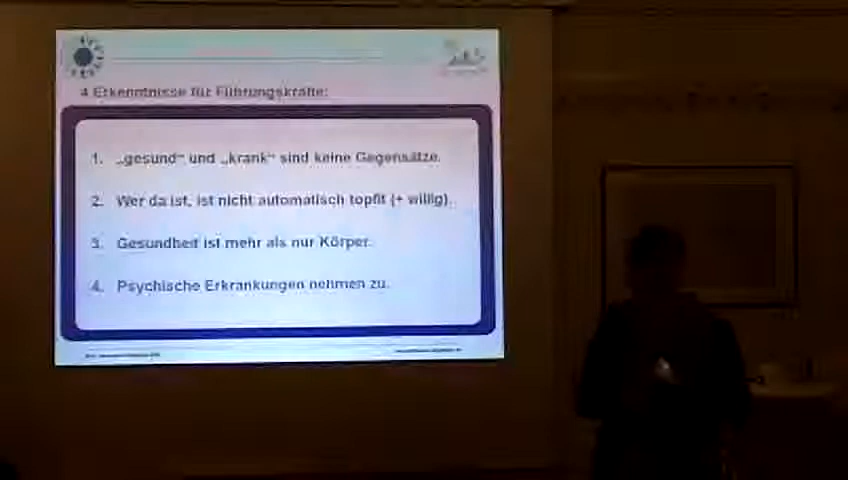 4 Erkenntnisse für Führungskräfte:
1. „gesund“ und „krank“ sind keine Gegensätze.
2. Wer da ist, ist nicht automatisch topfit (+ willig).
3. Gesundheit ist mehr als nur Körper.
4. Psychische Erkrankungen nehmen zu.